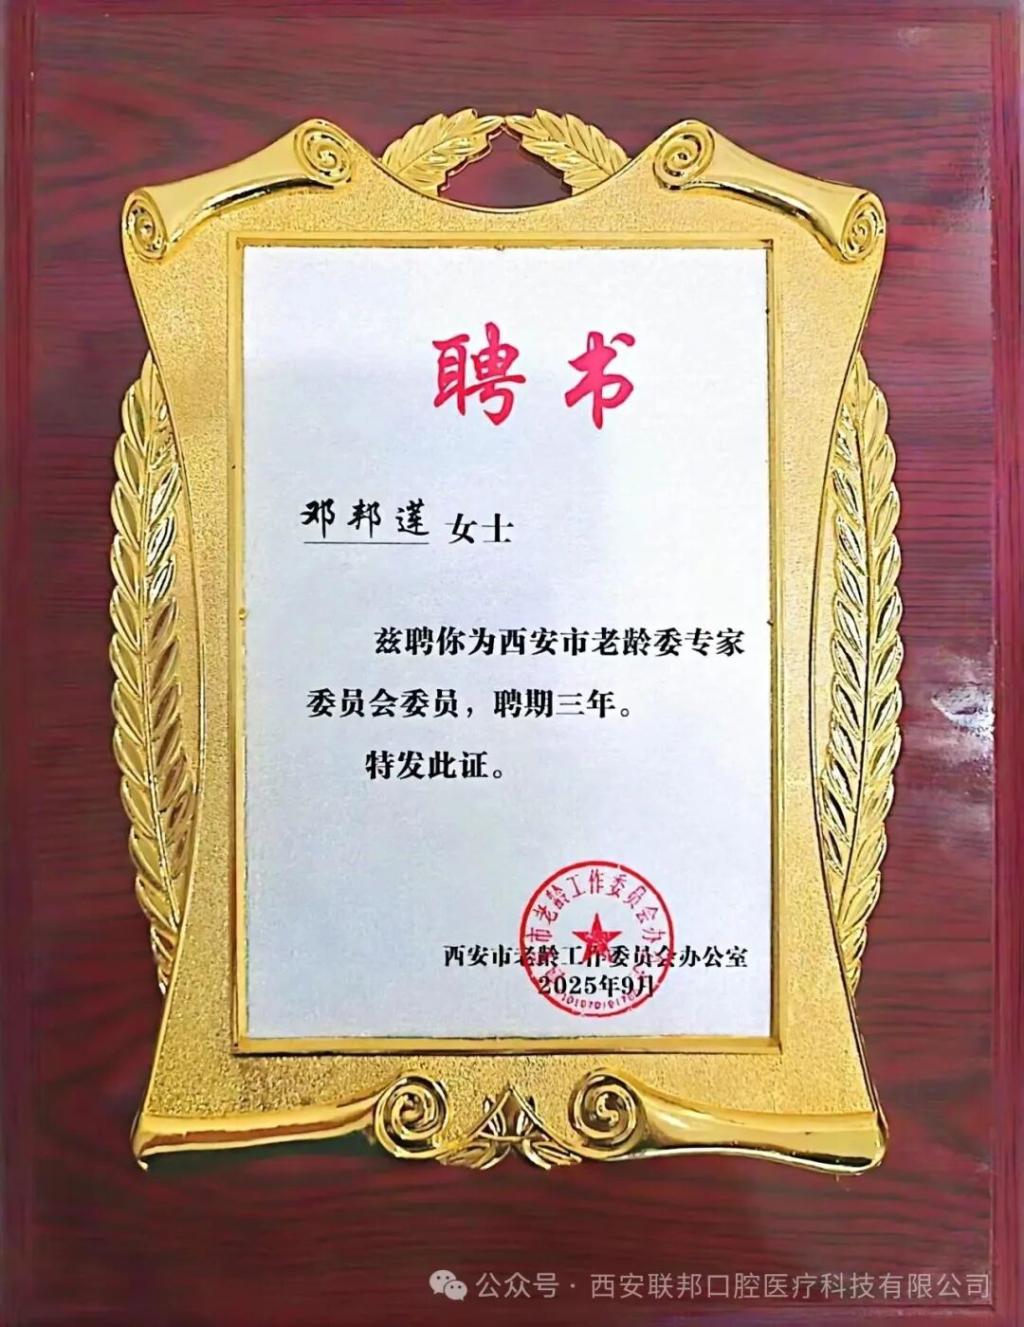 聘书
邓邦莲 女士
兹聘你为西安市老龄委专家
委员会委员，聘期三年。
特发此证。
西安市老龄工作委员会办公室
2025年9月
公众号 · 西安联邦口腔医疗科技有限公司